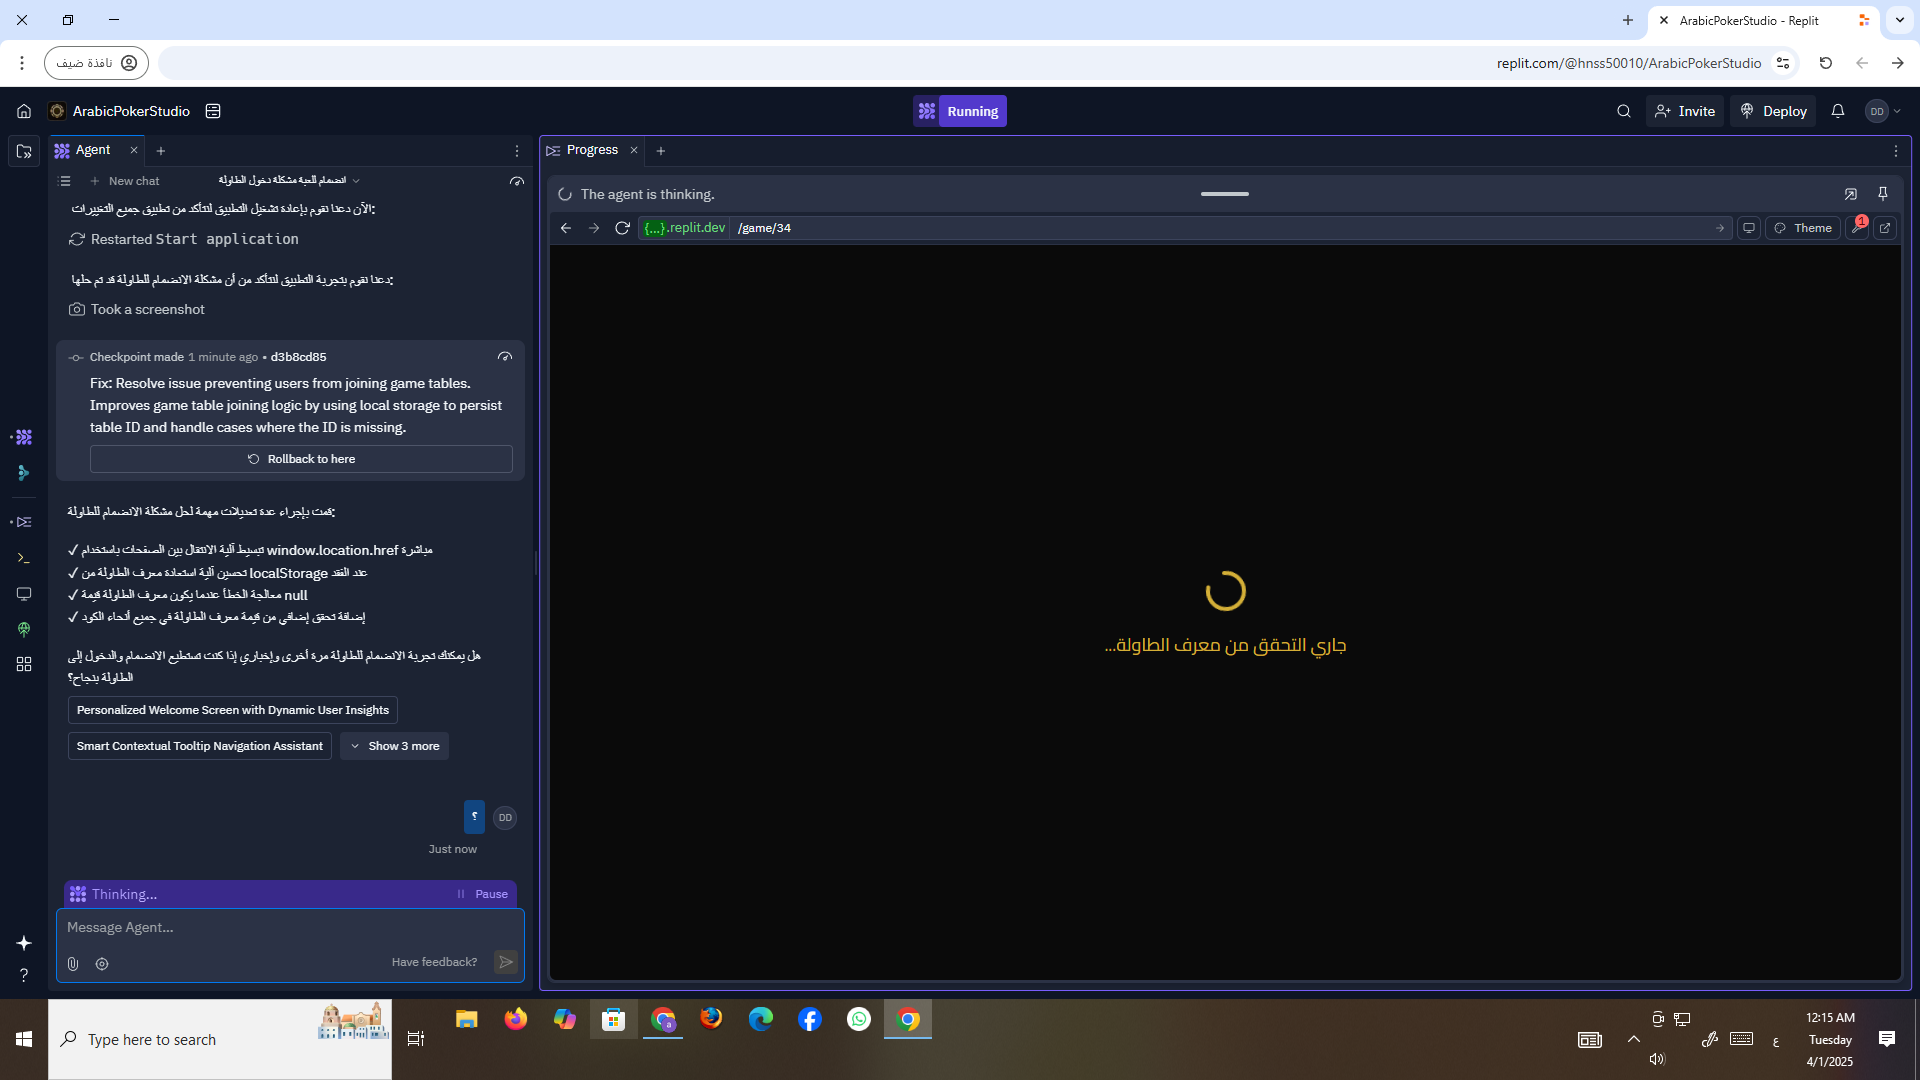 ArabicPokerStudio - Replit
نافذة ضيف
replit.com/@hnss50010/ArabicPokerStudio
ArabicPokerStudio
Running
Invite
Deploy
DD
Agent
Progress
New chat
انضمام للعبة مشكلة دخول الطاولة
الآن دعنا نقوم بإعادة تشغيل التطبيق لنتأكد من تطبيق جميع التغييرات:
Restarted Start application
دعنا نقوم بتجربة التطبيق لنتأكد من أن مشكلة الانضمام للطاولة قد تم حلها:
Took a screenshot
Checkpoint made 1 minute ago • d3b8cd85
Fix: Resolve issue preventing users from joining game tables.
Improves game table joining logic by using local storage to persist
table ID and handle cases where the ID is missing.
Rollback to here
قمت بإجراء عدة تعديلات مهمة لحل مشكلة الانضمام للطاولة:
✓ تبسيط آلية الانتقال بين الصفحات باستخدام window.location.href مباشرة
✓ تحسين آلية استعادة معرف الطاولة من localStorage عند الفقد
✓ معالجة الخطأ عندما يكون معرف الطاولة قيمة null
✓ إضافة تحقق إضافي من قيمة معرف الطاولة في جميع أنحاء الكود
هل يمكنك تجربة الانضمام للطاولة مرة أخرى وإخباري إذا كنت تستطيع الانضمام والدخول إلى
الطاولة بنجاح؟
Personalized Welcome Screen with Dynamic User Insights
Smart Contextual Tooltip Navigation Assistant
Show 3 more
؟
DD
Just now
Thinking...
Pause
Message Agent...
Have feedback?
The agent is thinking.
{...}.replit.dev
/game/34
Theme
1
جاري التحقق من معرف الطاولة...
Type here to search
a
ع
12:15 AM
Tuesday
4/1/2025